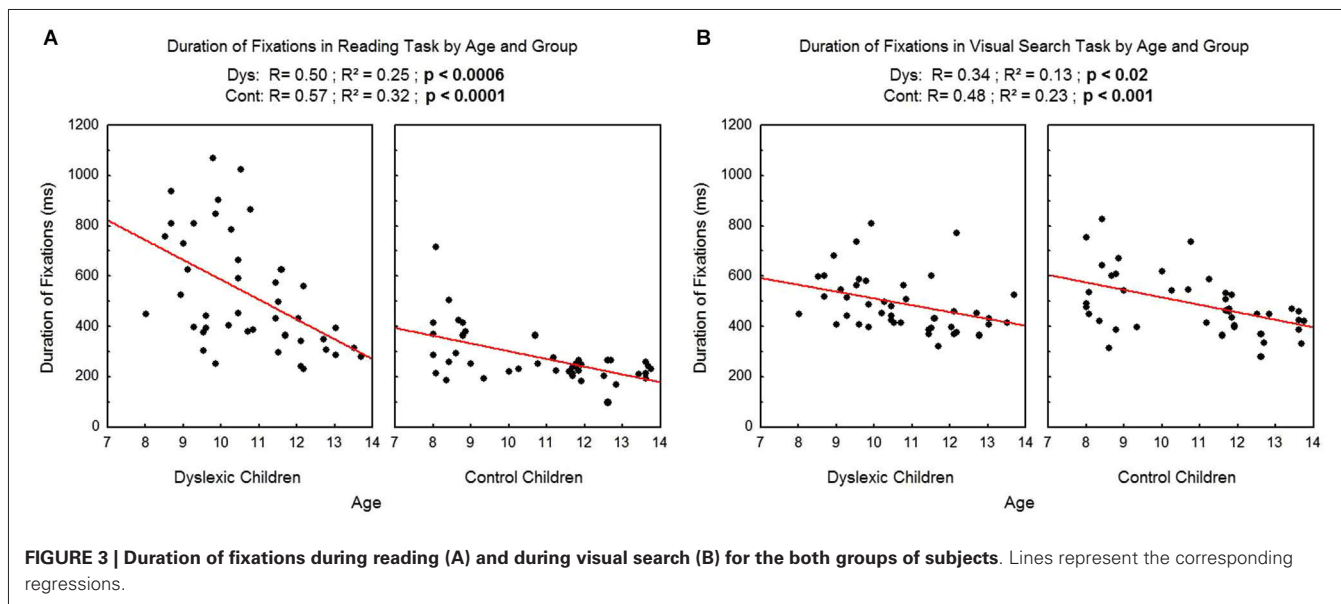 A
Duration of Fixations in Reading Task by Age and Group
Dys: R= 0.50 ; R² = 0.25 ; p < 0.0006
Cont: R= 0.57 ; R² = 0.32 ; p < 0.0001
Duration of Fixations (ms)
1200
1000
800
600
400
200
0
7 8 9 10 11 12 13 14
7 8 9 10 11 12 13 14
Dyslexic Children
Control Children
Age
B
Duration of Fixations in Visual Search Task by Age and Group
Dys: R= 0.34 ; R² = 0.13 ; p < 0.02
Cont: R= 0.48 ; R² = 0.23 ; p < 0.001
Duration of Fixations (ms)
1200
1000
800
600
400
200
0
7 8 9 10 11 12 13 14
7 8 9 10 11 12 13 14
Dyslexic Children
Control Children
Age
FIGURE 3 | Duration of fixations during reading (A) and during visual search (B) for the both groups of subjects. Lines represent the corresponding
regressions.